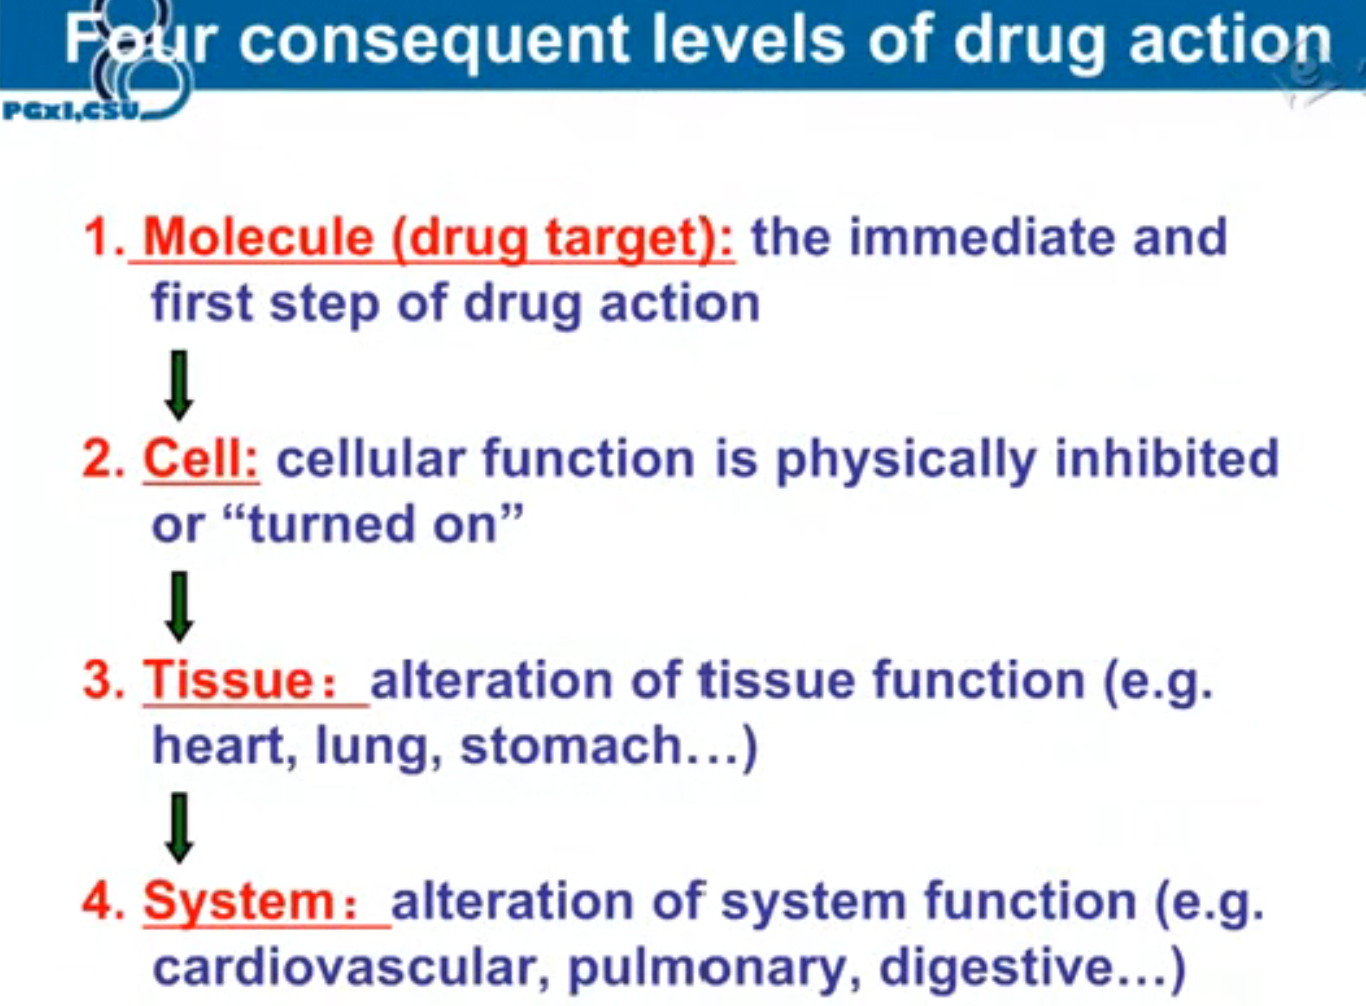 Four consequent levels of drug action
PGxI,CSU
1. Molecule (drug target): the immediate and
first step of drug action
2. Cell: cellular function is physically inhibited
or “turned on”
3. Tissue：alteration of tissue function (e.g.
heart, lung, stomach…)
4. System：alteration of system function (e.g.
cardiovascular, pulmonary, digestive…)